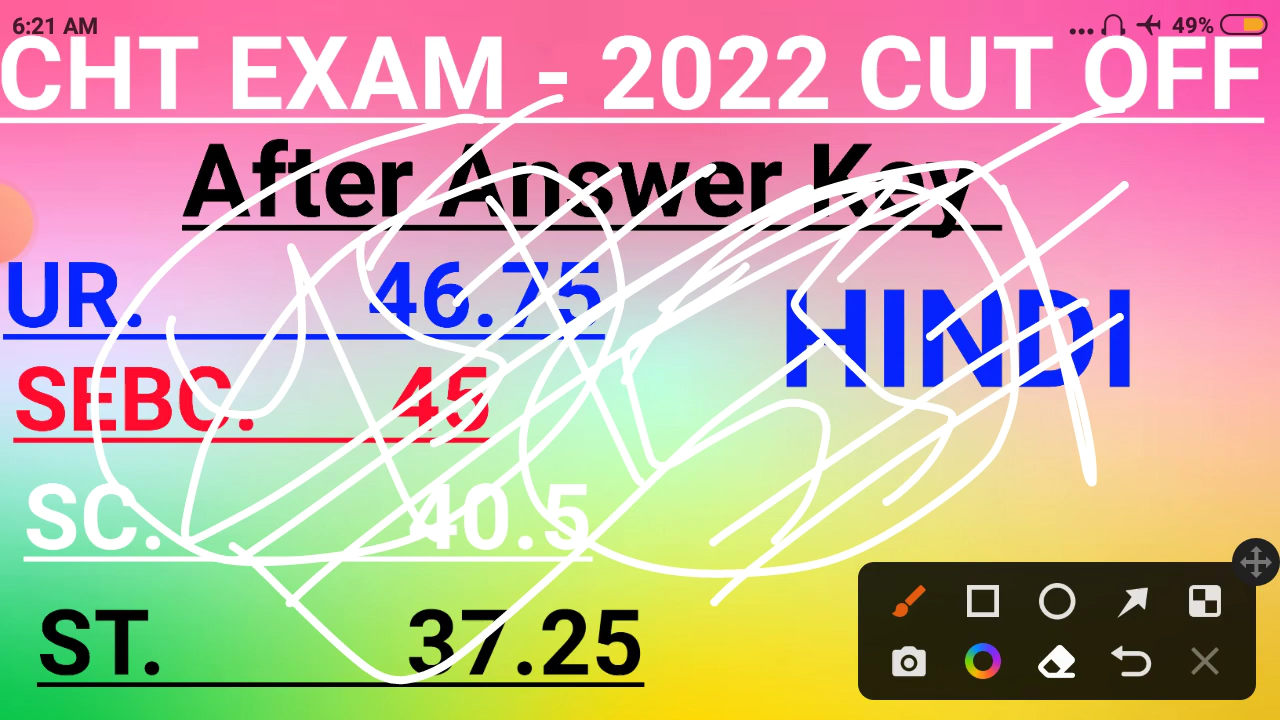 6:21 AM
49%
CHT EXAM - 2022 CUT OFF
After Answer Key
UR. 46.75
HINDI
SEBC. 45
SC. 40.5
ST. 37.25